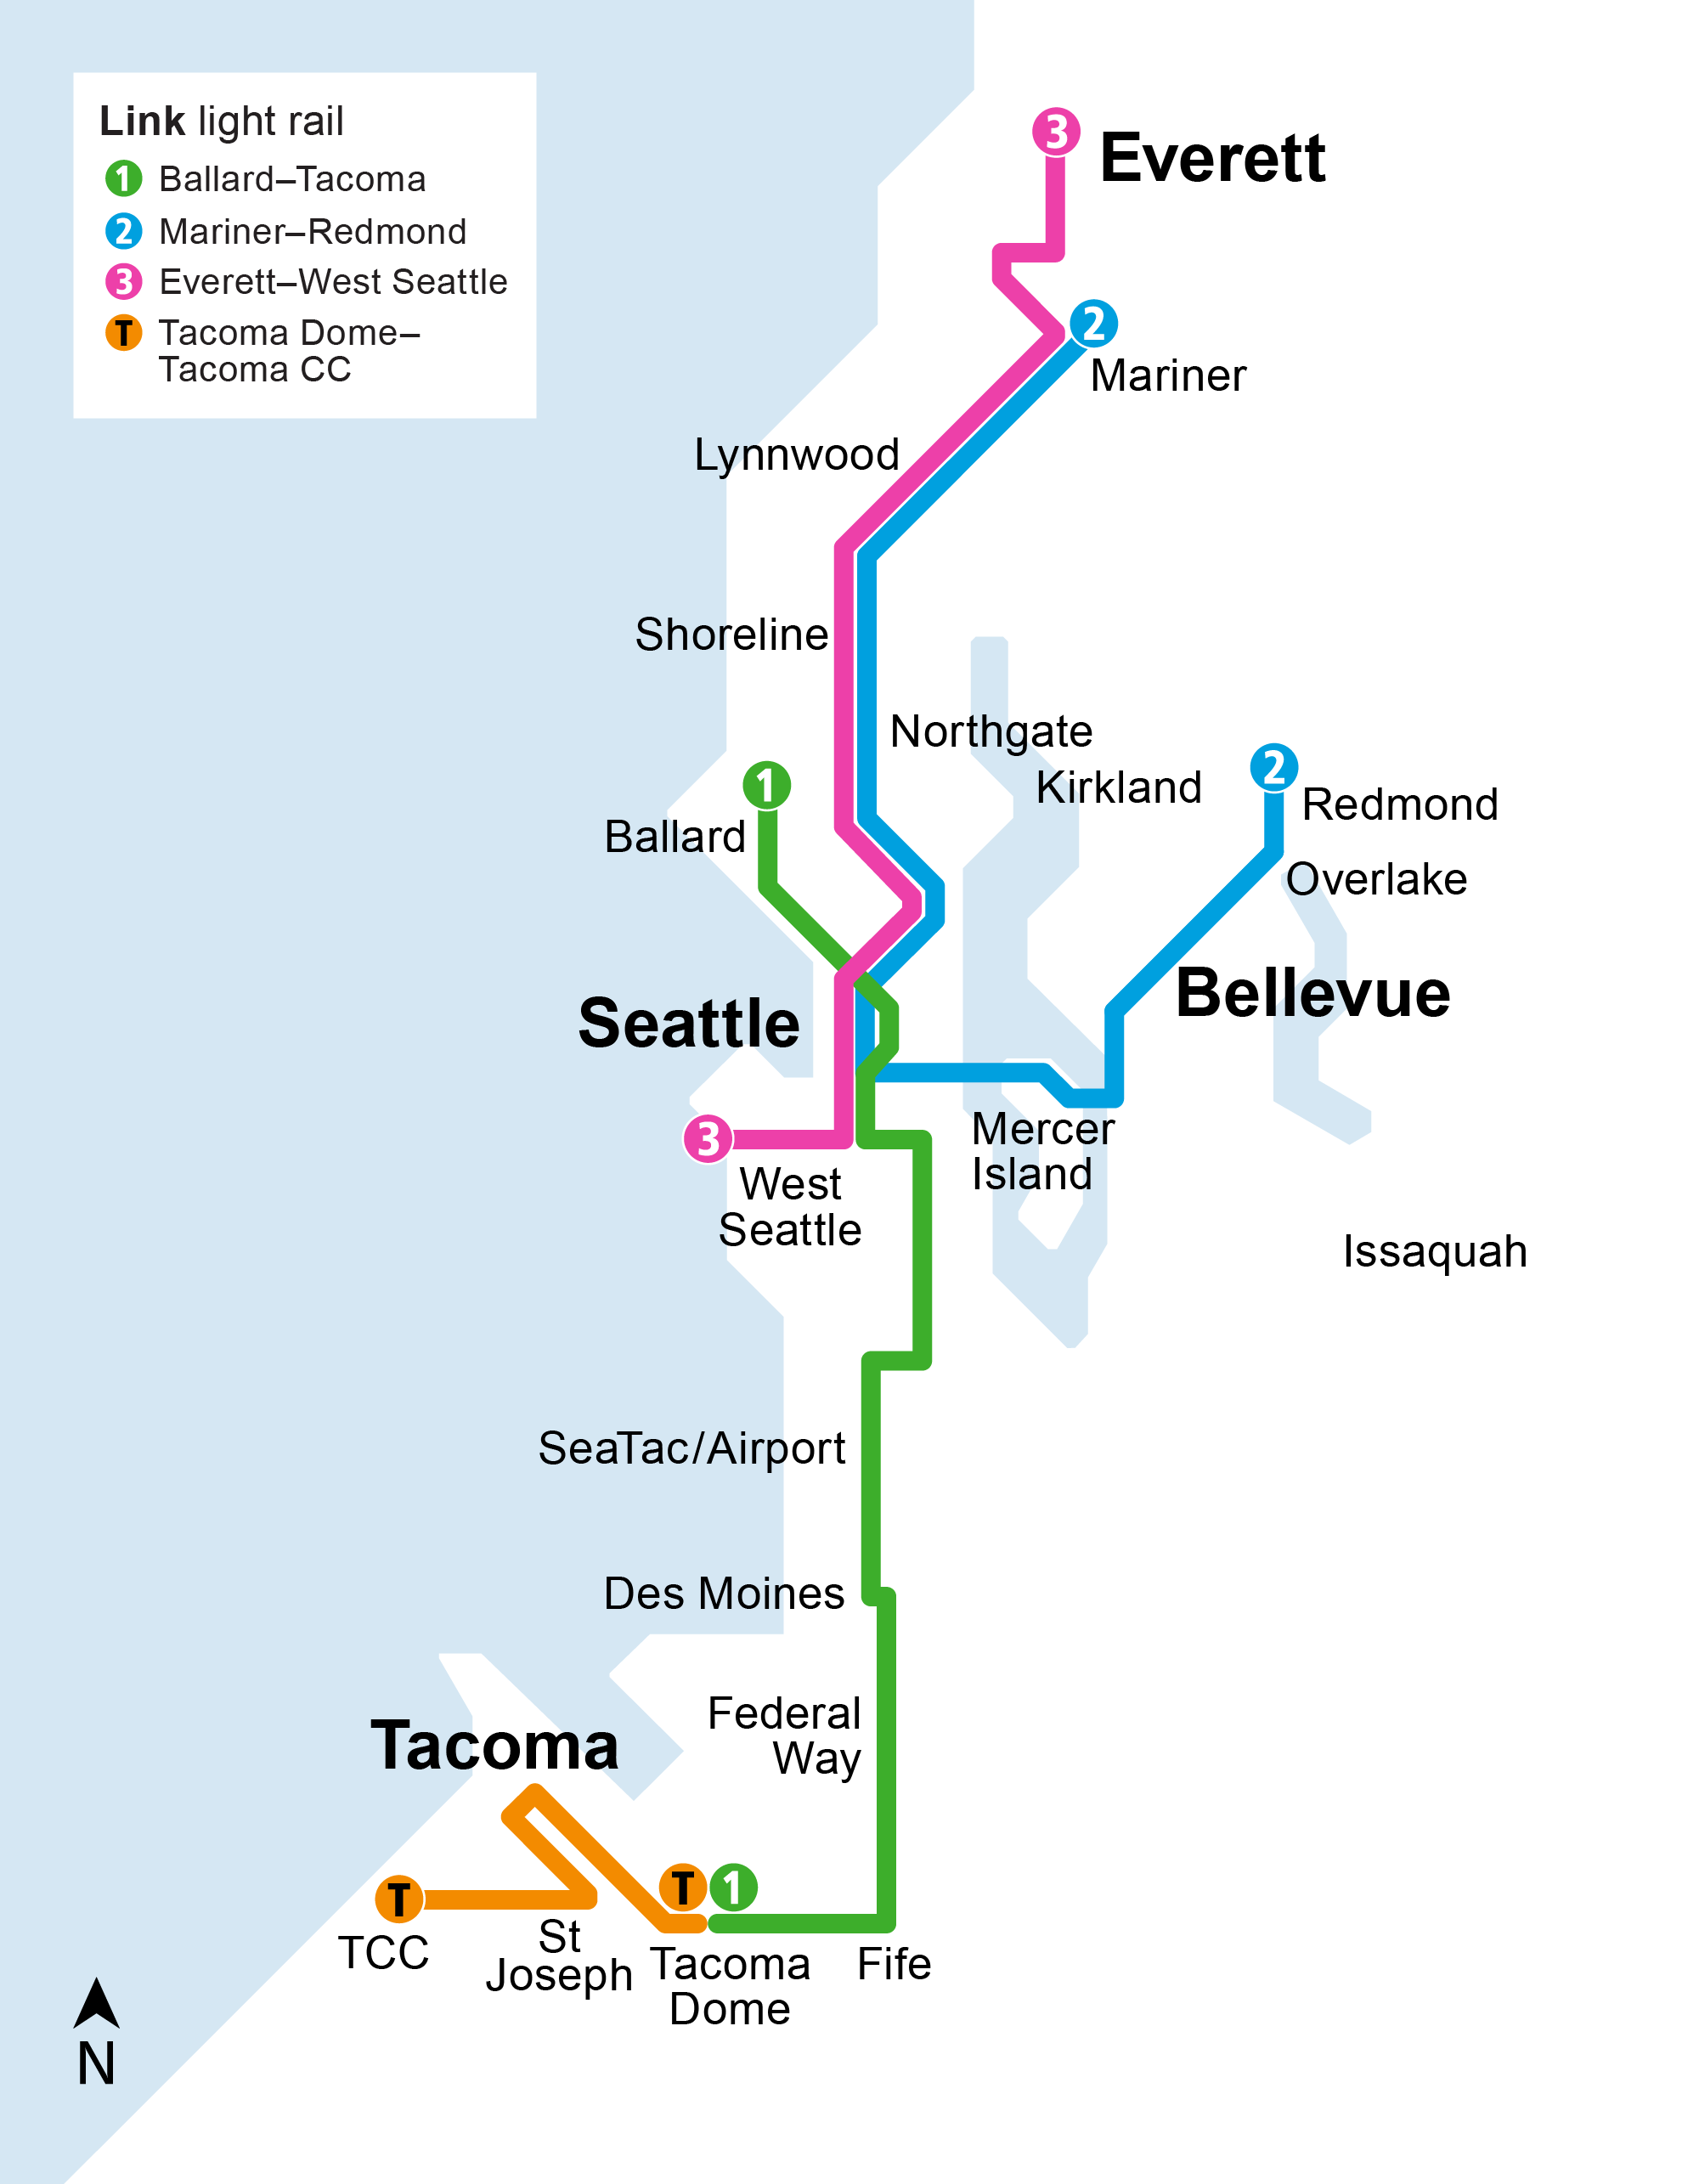 Link light rail
1 Ballard–Tacoma
2 Mariner–Redmond
3 Everett–West Seattle
T Tacoma Dome–
Tacoma CC
3
Everett
2
Mariner
Lynnwood
Shoreline
Northgate
1
Ballard
Kirkland
2
Redmond
Overlake
Seattle
Bellevue
3
West
Seattle
Mercer
Island
Issaquah
SeaTac/Airport
Des Moines
Federal
Way
Tacoma
T
TCC
St
Joseph
T 1
Tacoma
Dome
Fife
N